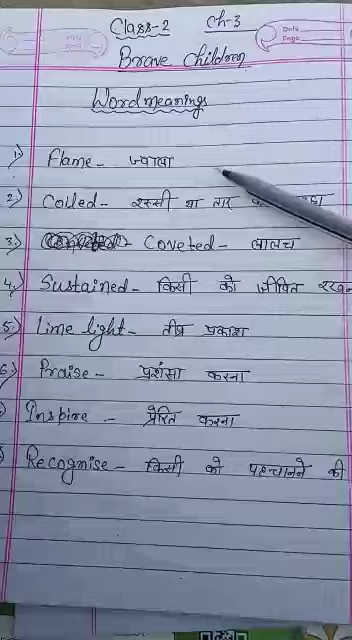 Class-2 Ch-3
Brave Children
Word meanings
1) Flame - ज्वाला
2) Coiled - रस्सी या तार
3) Coveted - लालच
4) Sustained - किसी को जीवित रखना
5) Lime light - तीव्र प्रकाश
6) Praise - प्रशंसा करना
Inspire - प्रेरित करना
Recognise - किसी को पहचानने की